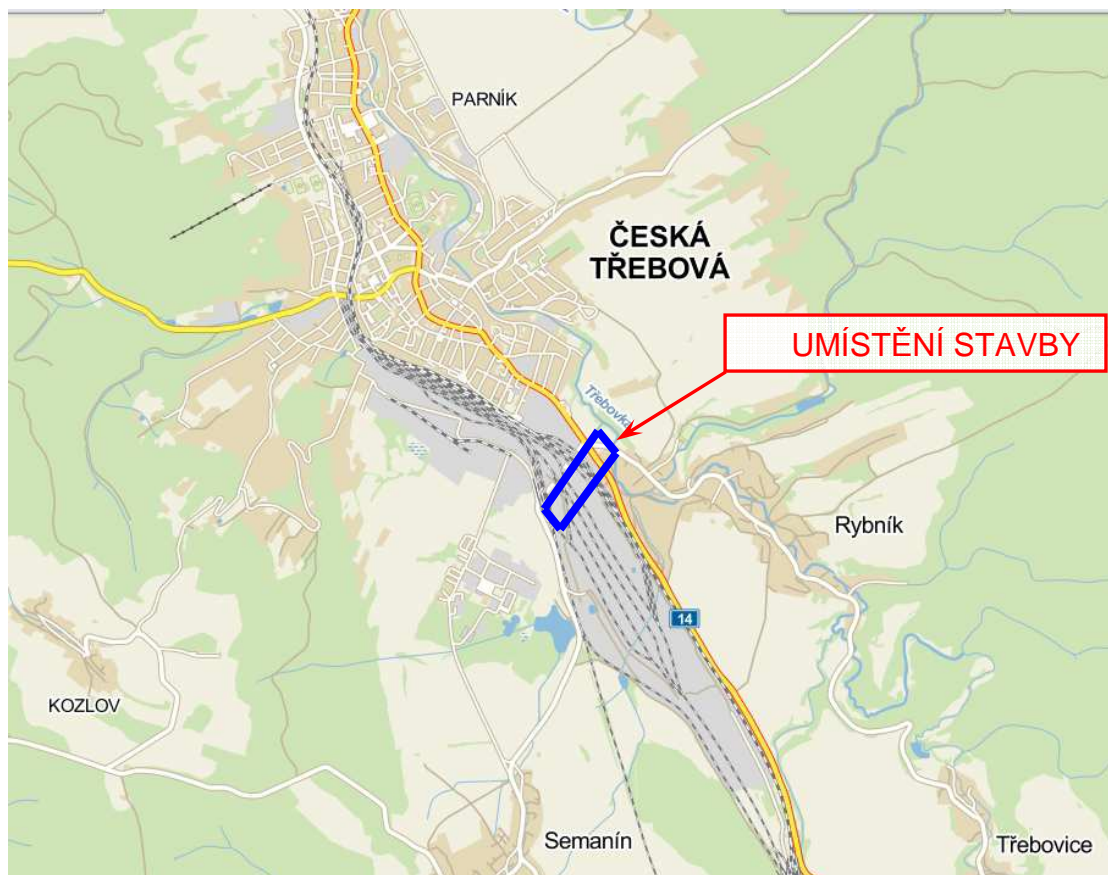 PARNÍK
ČESKÁ
TŘEBOVÁ
UMÍSTĚNÍ STAVBY
Třebovka
Rybník
14
KOZLOV
Semanín
Třebovice